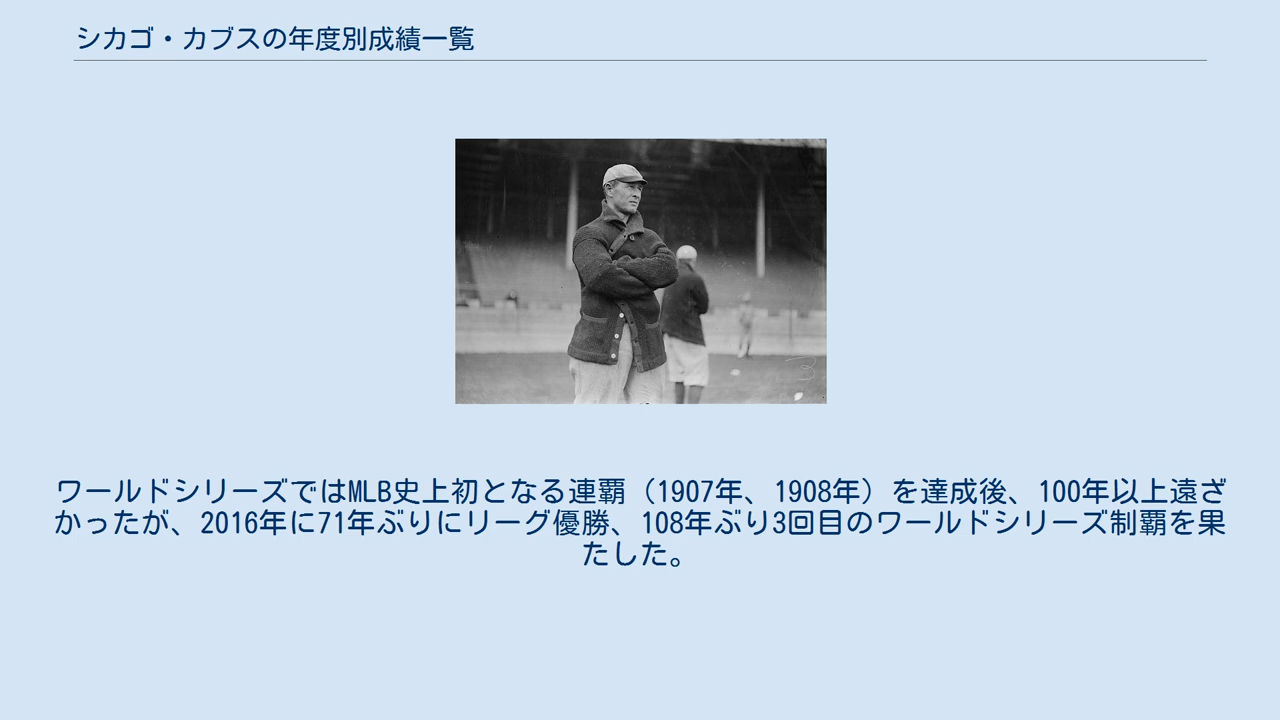 シカゴ・カブスの年度別成績一覧
ワールドシリーズではMLB史上初となる連覇（1907年、1908年）を達成後、100年以上遠ざ
かったが、2016年に71年ぶりにリーグ優勝、108年ぶり3回目のワールドシリーズ制覇を果
たした。